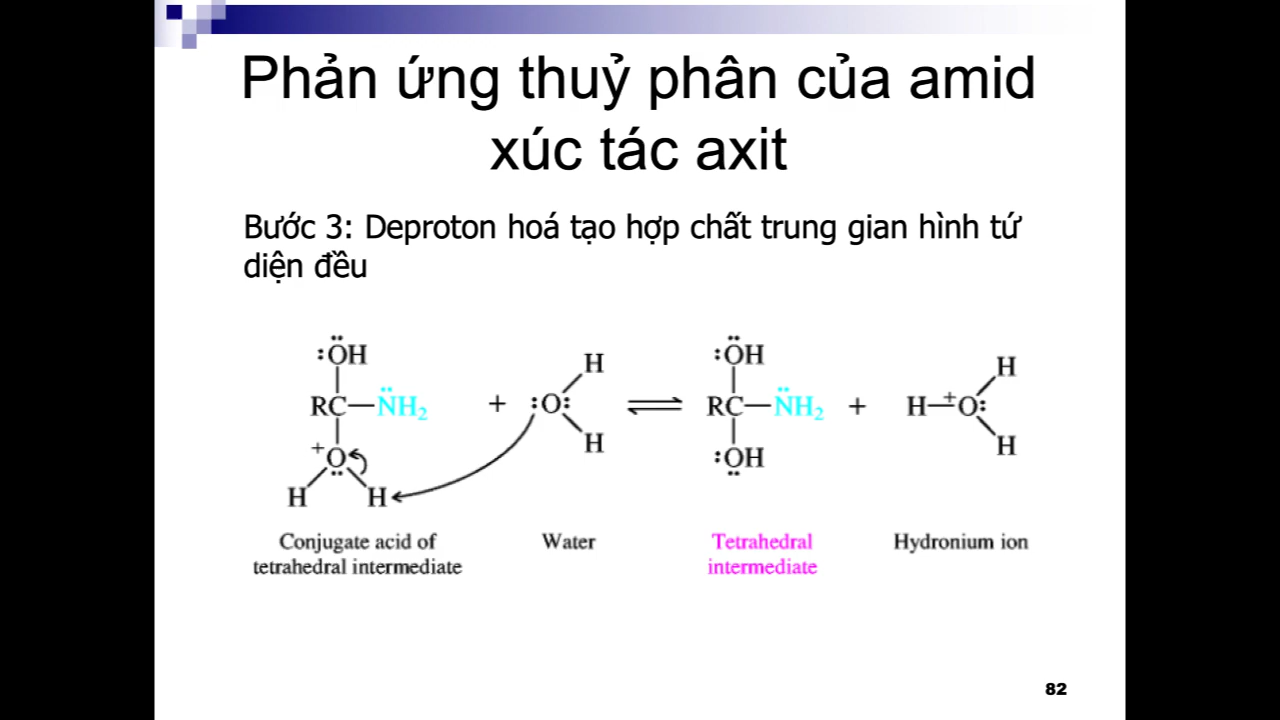 Phản ứng thuỷ phân của amid
xúc tác axit
Bước 3: Deproton hoá tạo hợp chất trung gian hình tứ
diện đều
:ÖH H :ÖH H
RC—N̈H₂ + :O: ⇌ RC—N̈H₂ + H—⁺O:
⁺O H :OH H
H H
Conjugate acid of Water Tetrahedral Hydronium ion
tetrahedral intermediate intermediate
82